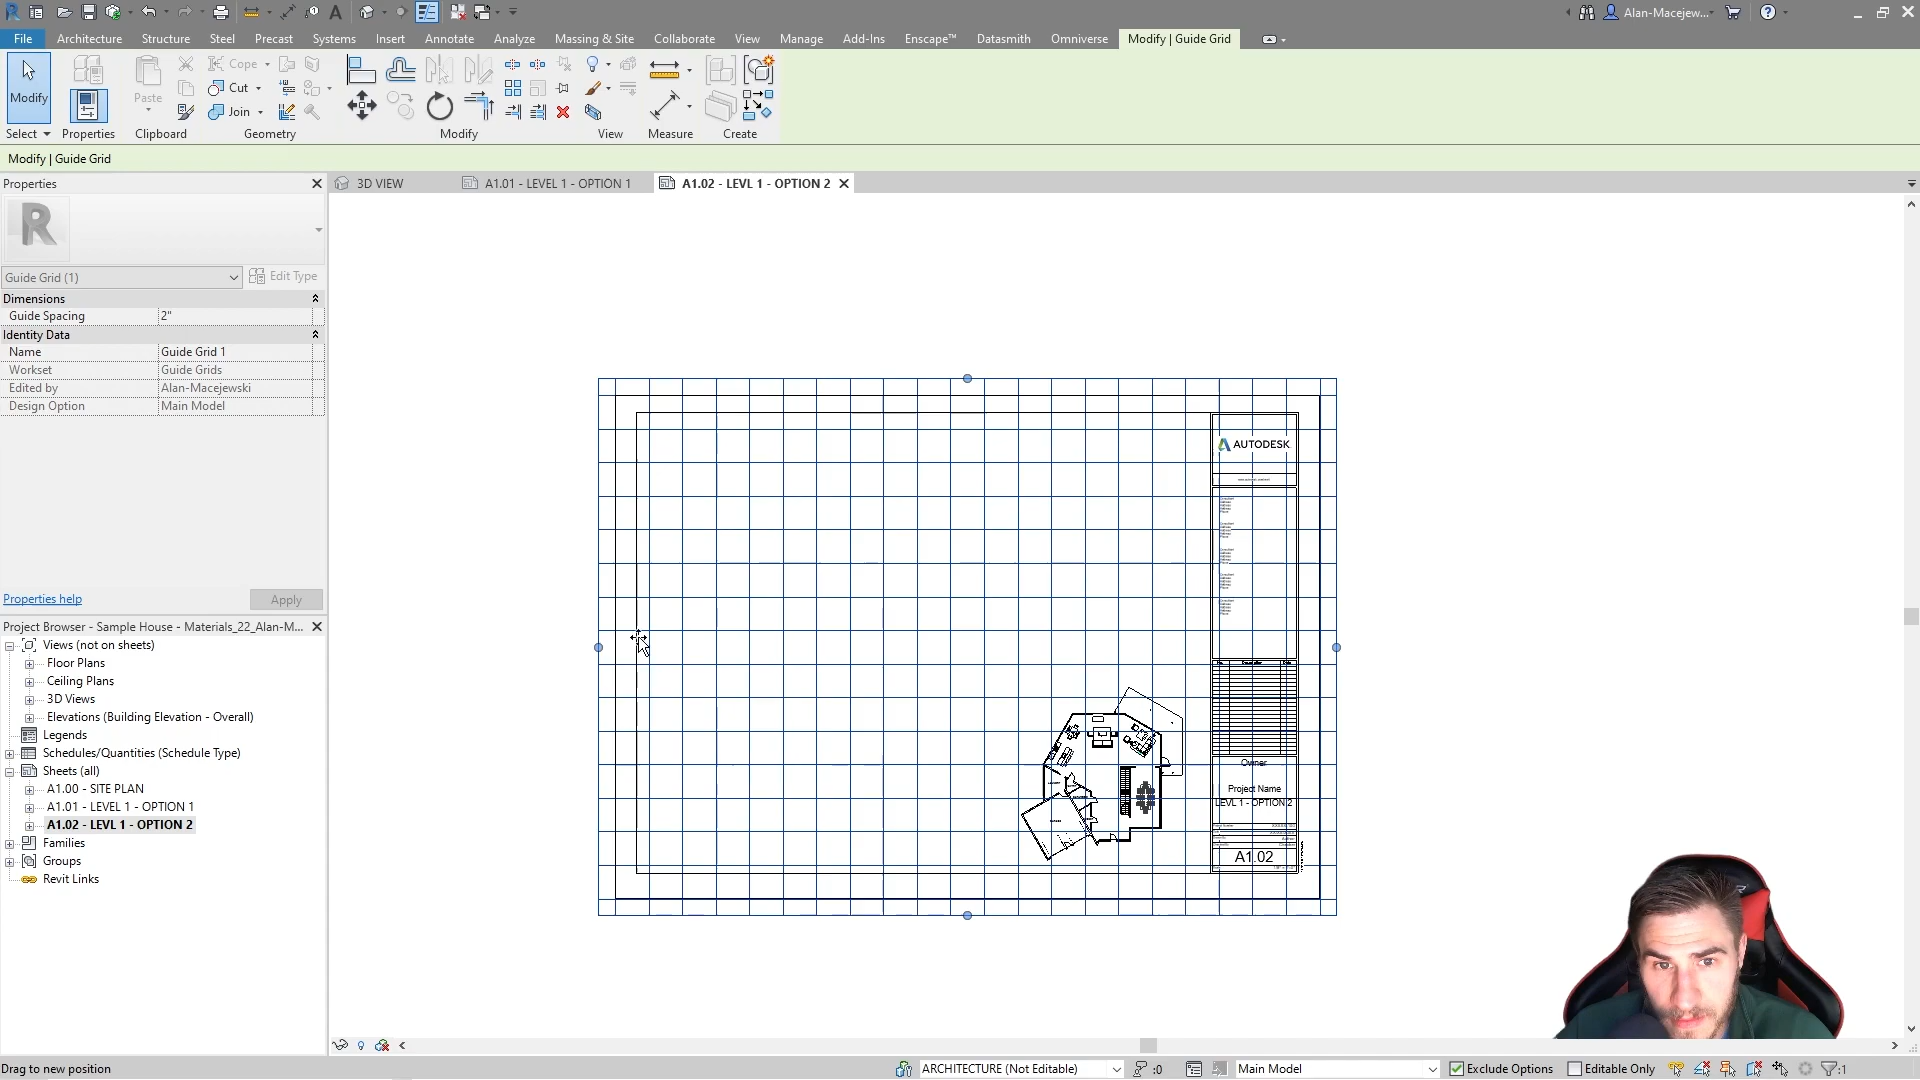 Alan-Macejew...
File
Architecture
Structure
Steel
Precast
Systems
Insert
Annotate
Analyze
Massing & Site
Collaborate
View
Manage
Add-Ins
Enscape™
Datasmith
Omniverse
Modify | Guide Grid
Modify
Cope
Cut
Join
Paste
Select
Properties
Clipboard
Geometry
Modify
View
Measure
Create
Modify | Guide Grid
Properties
3D VIEW
A1.01 - LEVEL 1 - OPTION 1
A1.02 - LEVL 1 - OPTION 2
Guide Grid (1)
Edit Type
Dimensions
Guide Spacing 2"
Identity Data
Name Guide Grid 1
Workset Guide Grids
Edited by Alan-Macejewski
Design Option Main Model
Properties help
Apply
Project Browser - Sample House - Materials_22_Alan-M...
Views (not on sheets)
Floor Plans
Ceiling Plans
3D Views
Elevations (Building Elevation - Overall)
Legends
Schedules/Quantities (Schedule Type)
Sheets (all)
A1.00 - SITE PLAN
A1.01 - LEVEL 1 - OPTION 1
A1.02 - LEVL 1 - OPTION 2
Families
Groups
Revit Links
AUTODESK
No. Description Date
Owner
Project Name
LEVL 1 - OPTION 2
A1.02
Drag to new position
ARCHITECTURE (Not Editable)
:0
Main Model
Exclude Options
Editable Only
:1